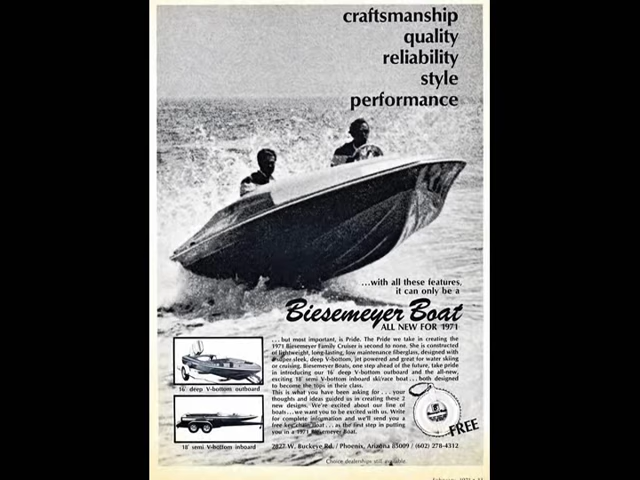 craftsmanship
quality
reliability
style
performance
...with all these features,
it can only be a
Biesemeyer Boat
ALL NEW FOR 1971
... but most important, is Pride. The Pride we take in creating the
1971 Biesemeyer Family Cruiser is second to none. She is constructed
of lightweight, long-lasting, low maintenance fiberglass, designed with
a super sleek, deep V-bottom, jet powered and great for water skiing
or cruising. Biesemeyer Boats, one step ahead of the future, take pride
in introducing our 16' deep V-bottom outboard and the all-new,
exciting 18' semi V-bottom inboard ski/race boat... both designed
to become the tops in their class.
This is what you have been asking for . . . your
thoughts and ideas guided us in creating these 2
new designs. We're excited about our line of
boats...we want you to be excited with us. Write
for complete information and we'll send you a
free key chain Boat . . . as the first step in putting
you in a 1971 Biesemeyer Boat.
16' deep V-bottom outboard
18' semi V-bottom inboard
FREE
2827 W. Buckeye Rd. / Phoenix, Arizona 85009 / (602) 278-4312
Choice dealerships still available.